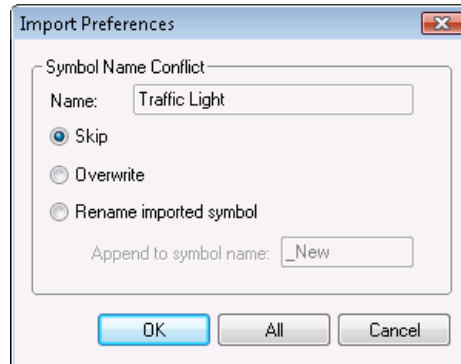 Import Preferences
Symbol Name Conflict
Name: Traffic Light
Skip
Overwrite
Rename imported symbol
Append to symbol name: _New
OK All Cancel